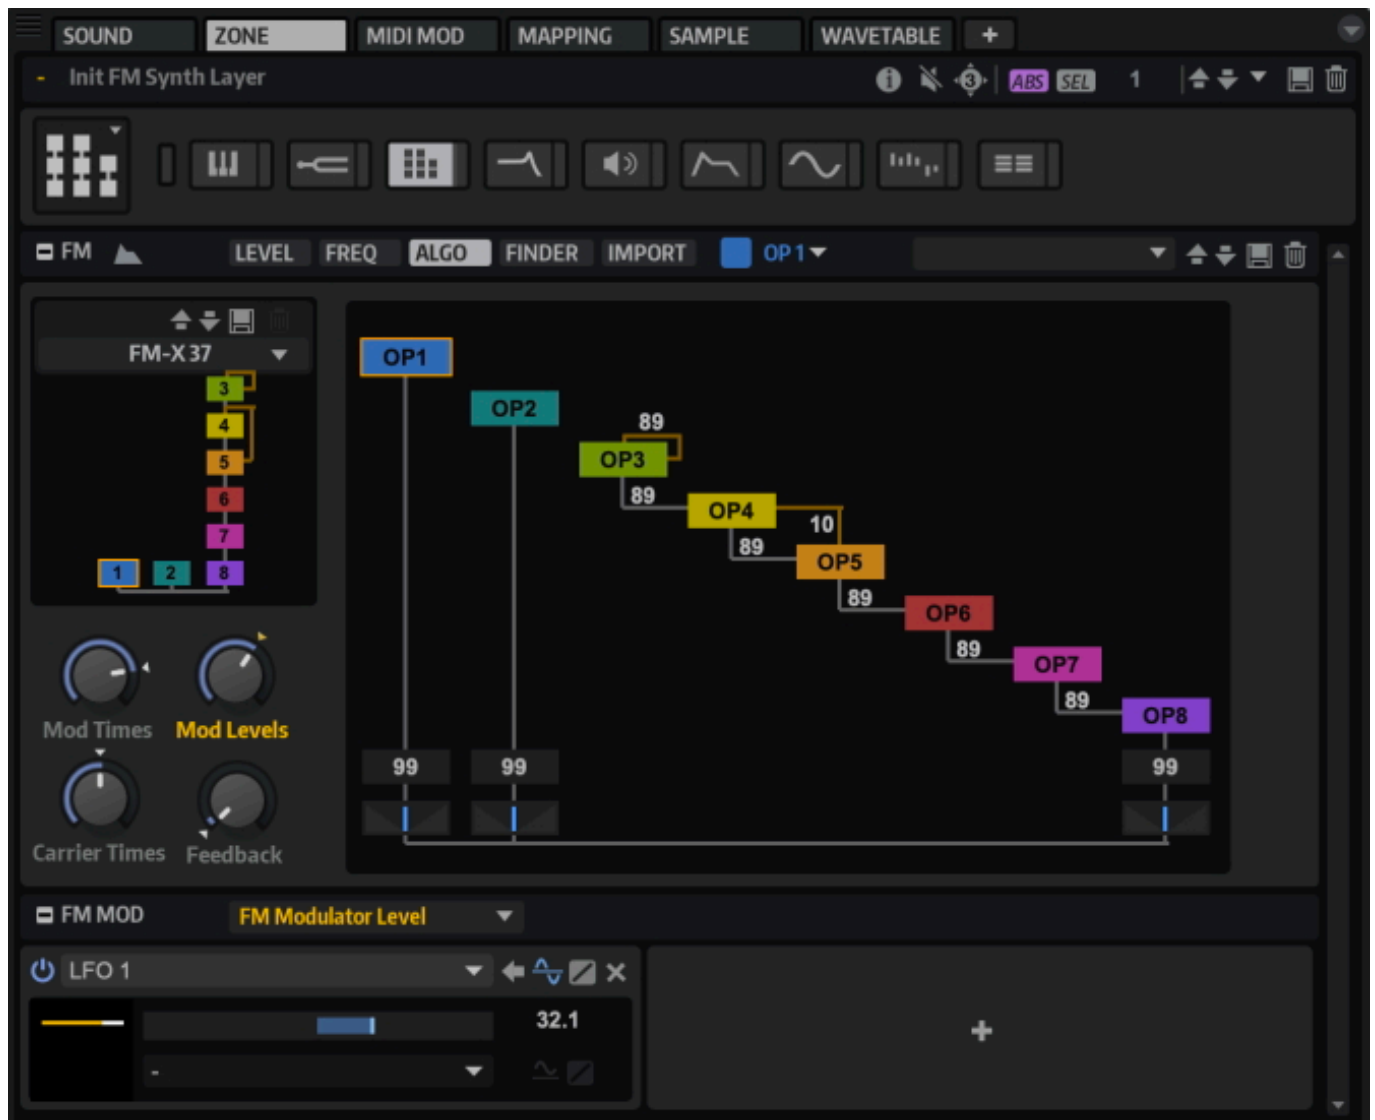 SOUND ZONE MIDI MOD MAPPING SAMPLE WAVETABLE +
- Init FM Synth Layer 3 ABS SEL 1
FM LEVEL FREQ ALGO FINDER IMPORT OP 1
FM-X 37
3
4
5
6
7
1 2 8
OP1
OP2
89
OP3
89
OP4
10
89
OP5
89
OP6
89
OP7
89
OP8
99 99 99
Mod Times Mod Levels
Carrier Times Feedback
FM MOD FM Modulator Level
LFO 1
32.1
-